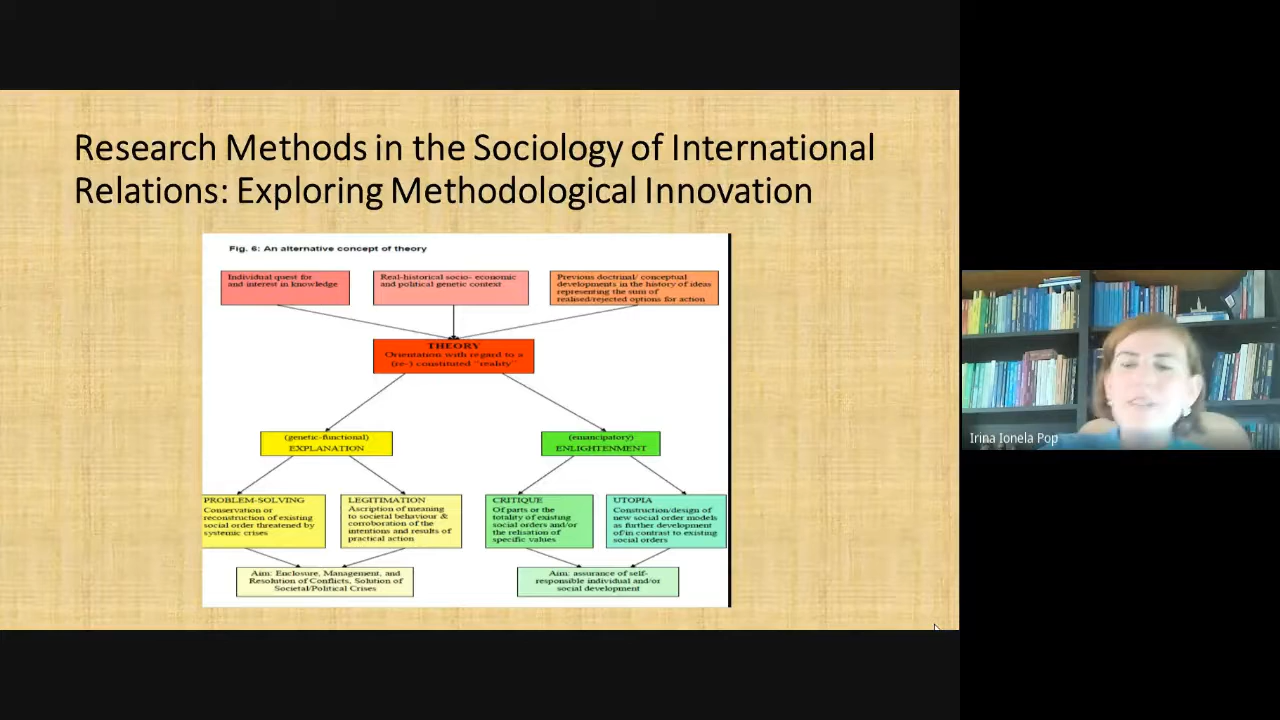 Research Methods in the Sociology of International
Relations: Exploring Methodological Innovation
Fig. 6: An alternative concept of theory
Individual quest for
and interest in knowledge
Real-historical socio- economic
and political genetic context
Previous doctrinal/ conceptual
developments in the history of ideas
representing the sum of
realised/rejected options for action
THEORY
Orientation with regard to a
(re-) constituted "reality"
(genetic-functional)
EXPLANATION
(emancipatory)
ENLIGHTENMENT
PROBLEM-SOLVING
Conservation or
reconstruction of existing
social order threatened by
systemic crises
LEGITIMATION
Ascription of meaning
to societal behaviour &
corroboration of the
intentions and results of
practical action
CRITIQUE
Of parts or the
totality of existing
social orders and/or
the relisation of
specific values
UTOPIA
Construction/design of
new social order models
as further development
of in contrast to existing
social orders
Aim: Enclosure, Management, and
Resolution of Conflicts, Solution of
Societal/Political Crises
Aim: assurance of self-
responsible individual and/or
social development
Irina Ionela Pop